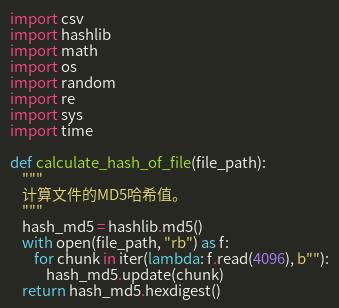 import csv
import hashlib
import math
import os
import random
import re
import sys
import time

def calculate_hash_of_file(file_path):
    """
    计算文件的MD5哈希值。
    """
    hash_md5 = hashlib.md5()
    with open(file_path, "rb") as f:
        for chunk in iter(lambda: f.read(4096), b""):
            hash_md5.update(chunk)
    return hash_md5.hexdigest()